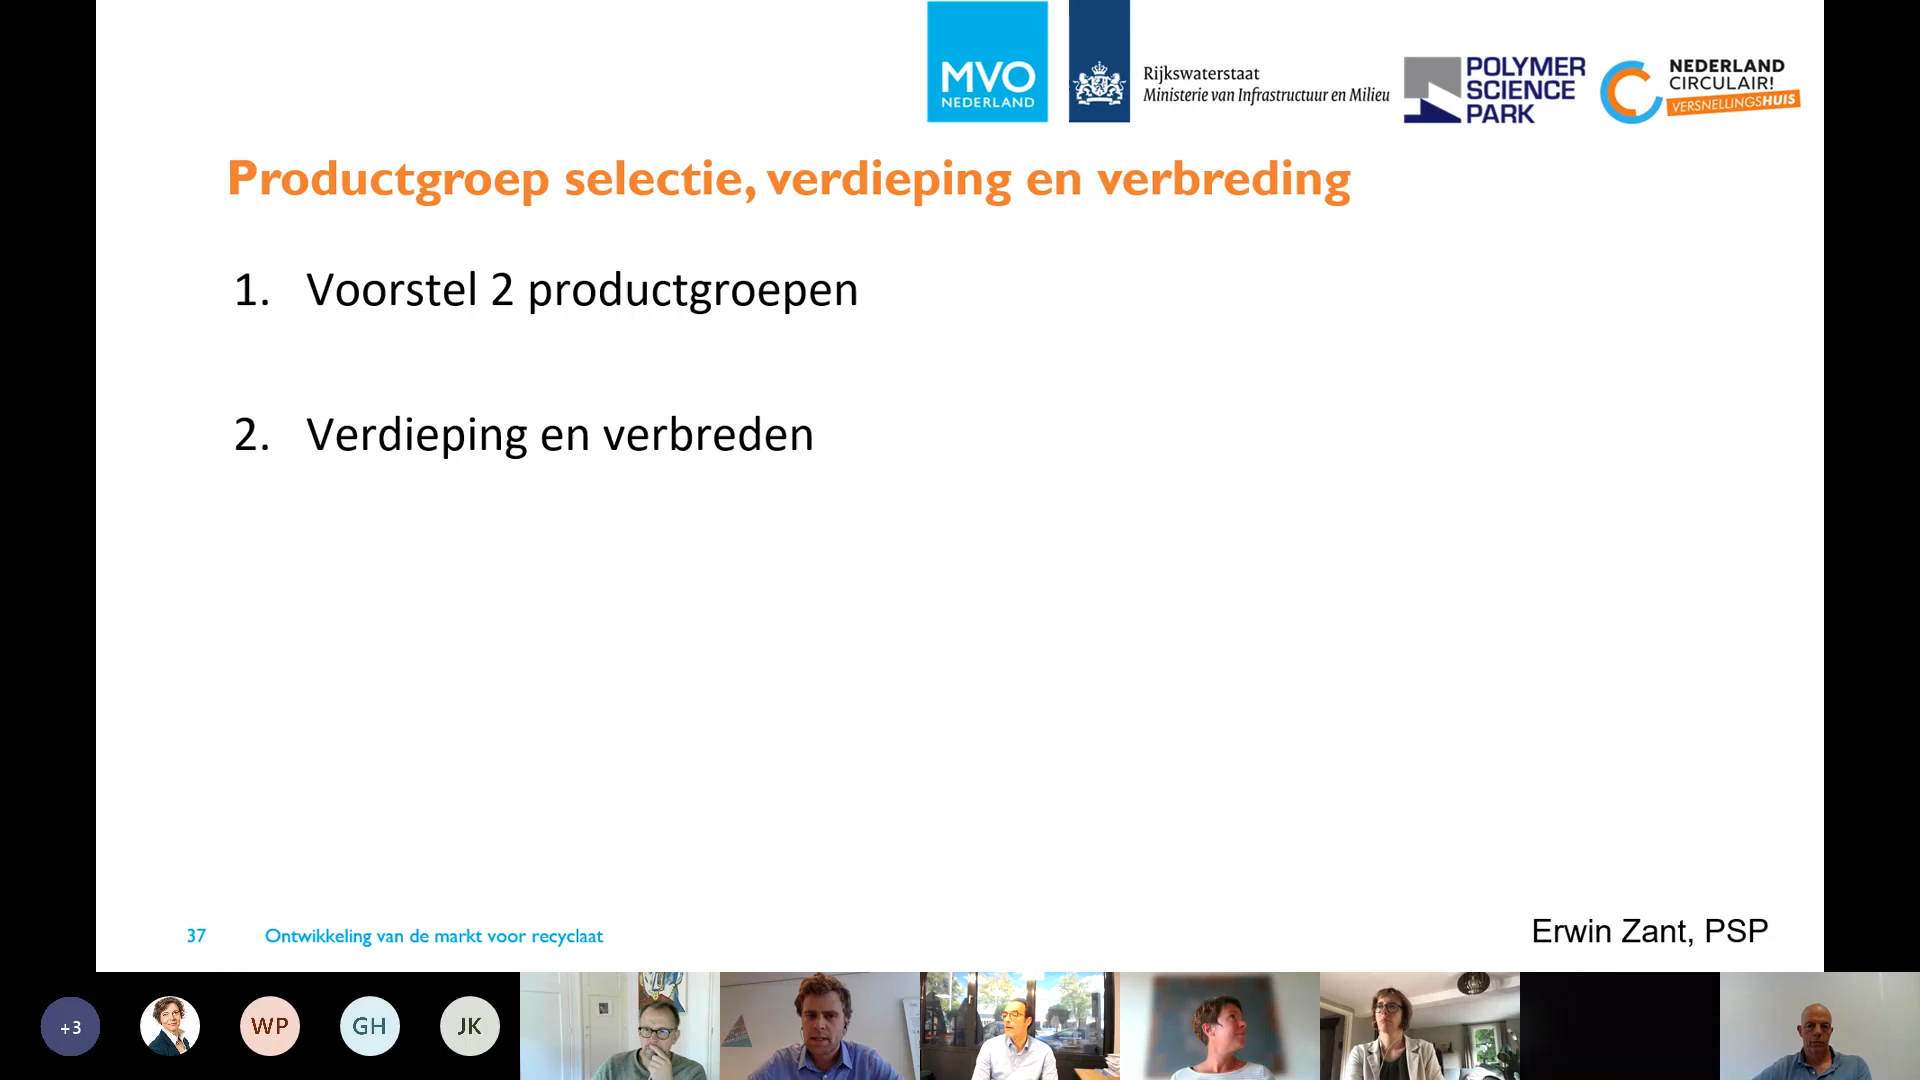 MVO
NEDERLAND
Rijkswaterstaat
Ministerie van Infrastructuur en Milieu
POLYMER
SCIENCE
PARK
NEDERLAND
CIRCULAIR!
VERSNELLINGSHUIS
Productgroep selectie, verdieping en verbreding
1. Voorstel 2 productgroepen
2. Verdieping en verbreden
37 Ontwikkeling van de markt voor recyclaat
Erwin Zant, PSP
+3 WP GH JK